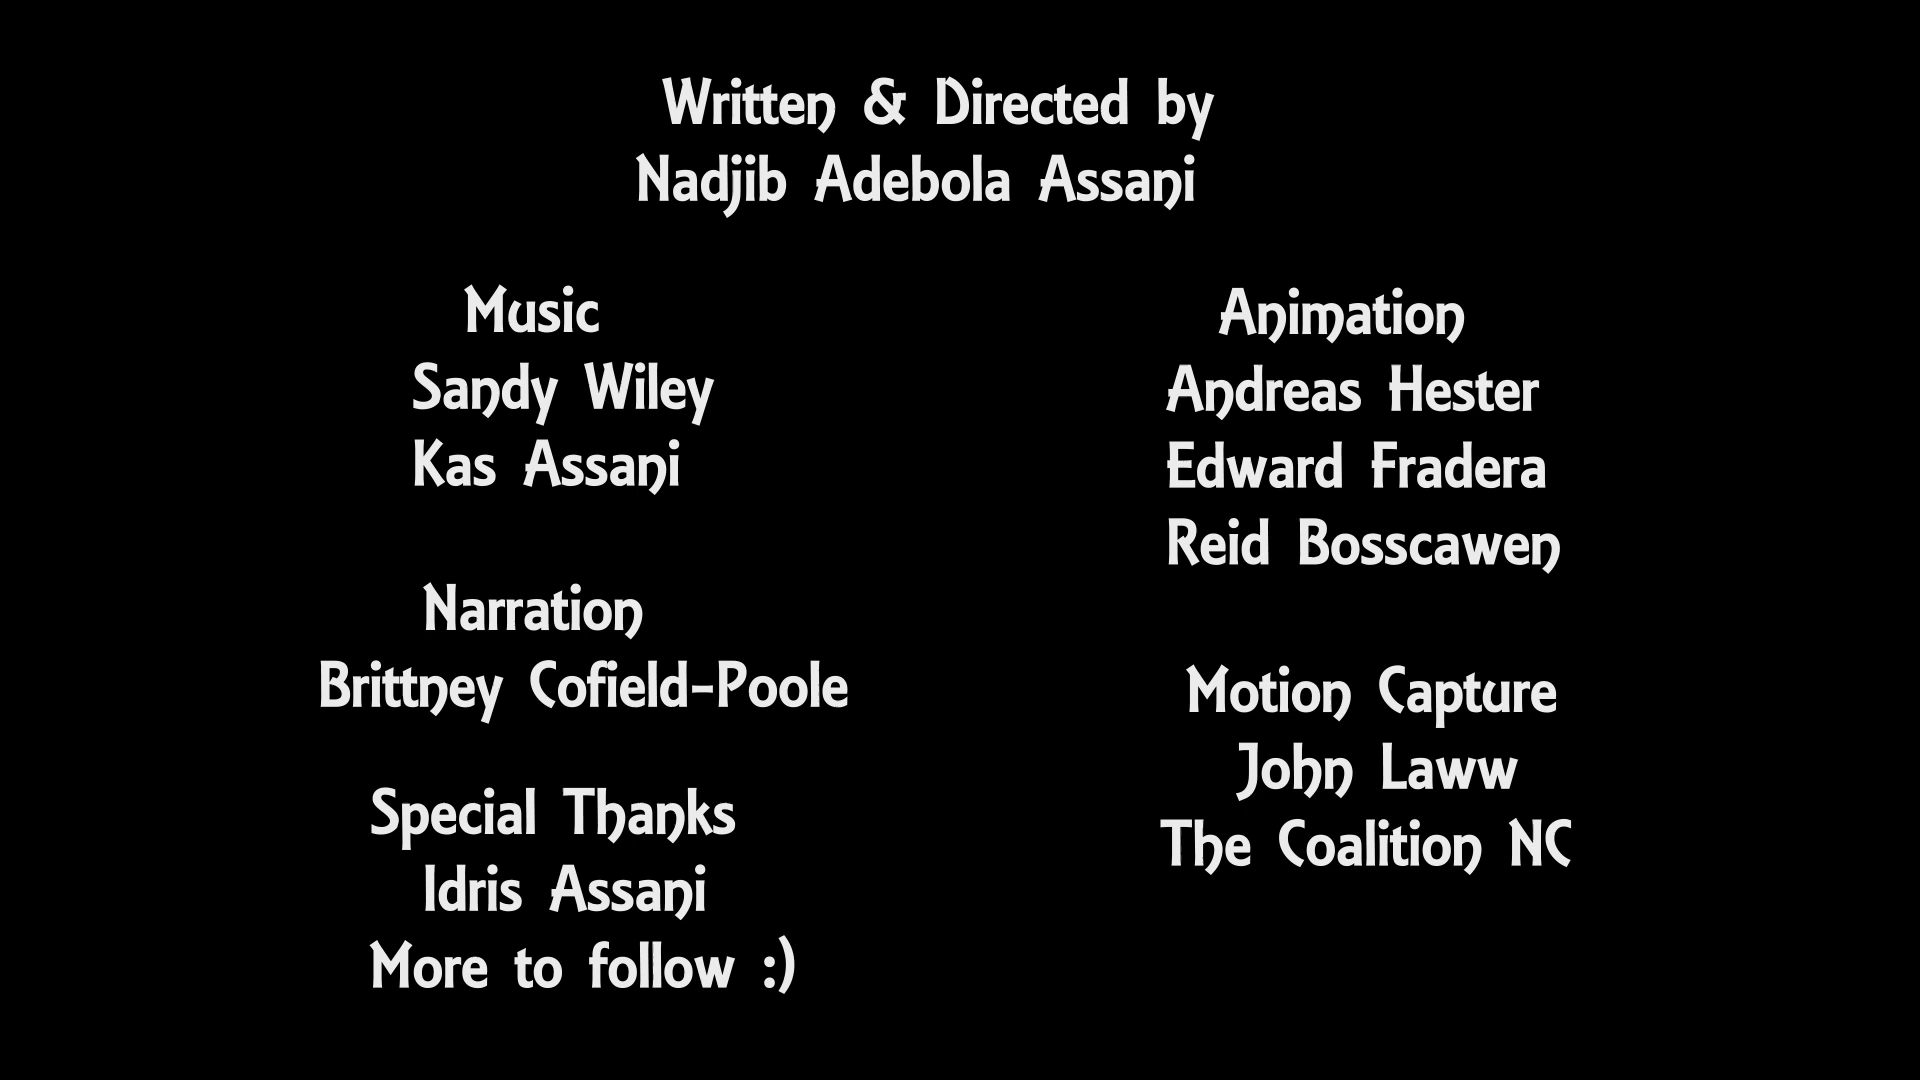 Written & Directed by
Nadjib Adebola Assani
Music
Sandy Wiley
Kas Assani
Narration
Brittney Cofield-Poole
Special Thanks
Idris Assani
More to follow :)
Animation
Andreas Hester
Edward Fradera
Reid Bosscawen
Motion Capture
John Laww
The Coalition NC